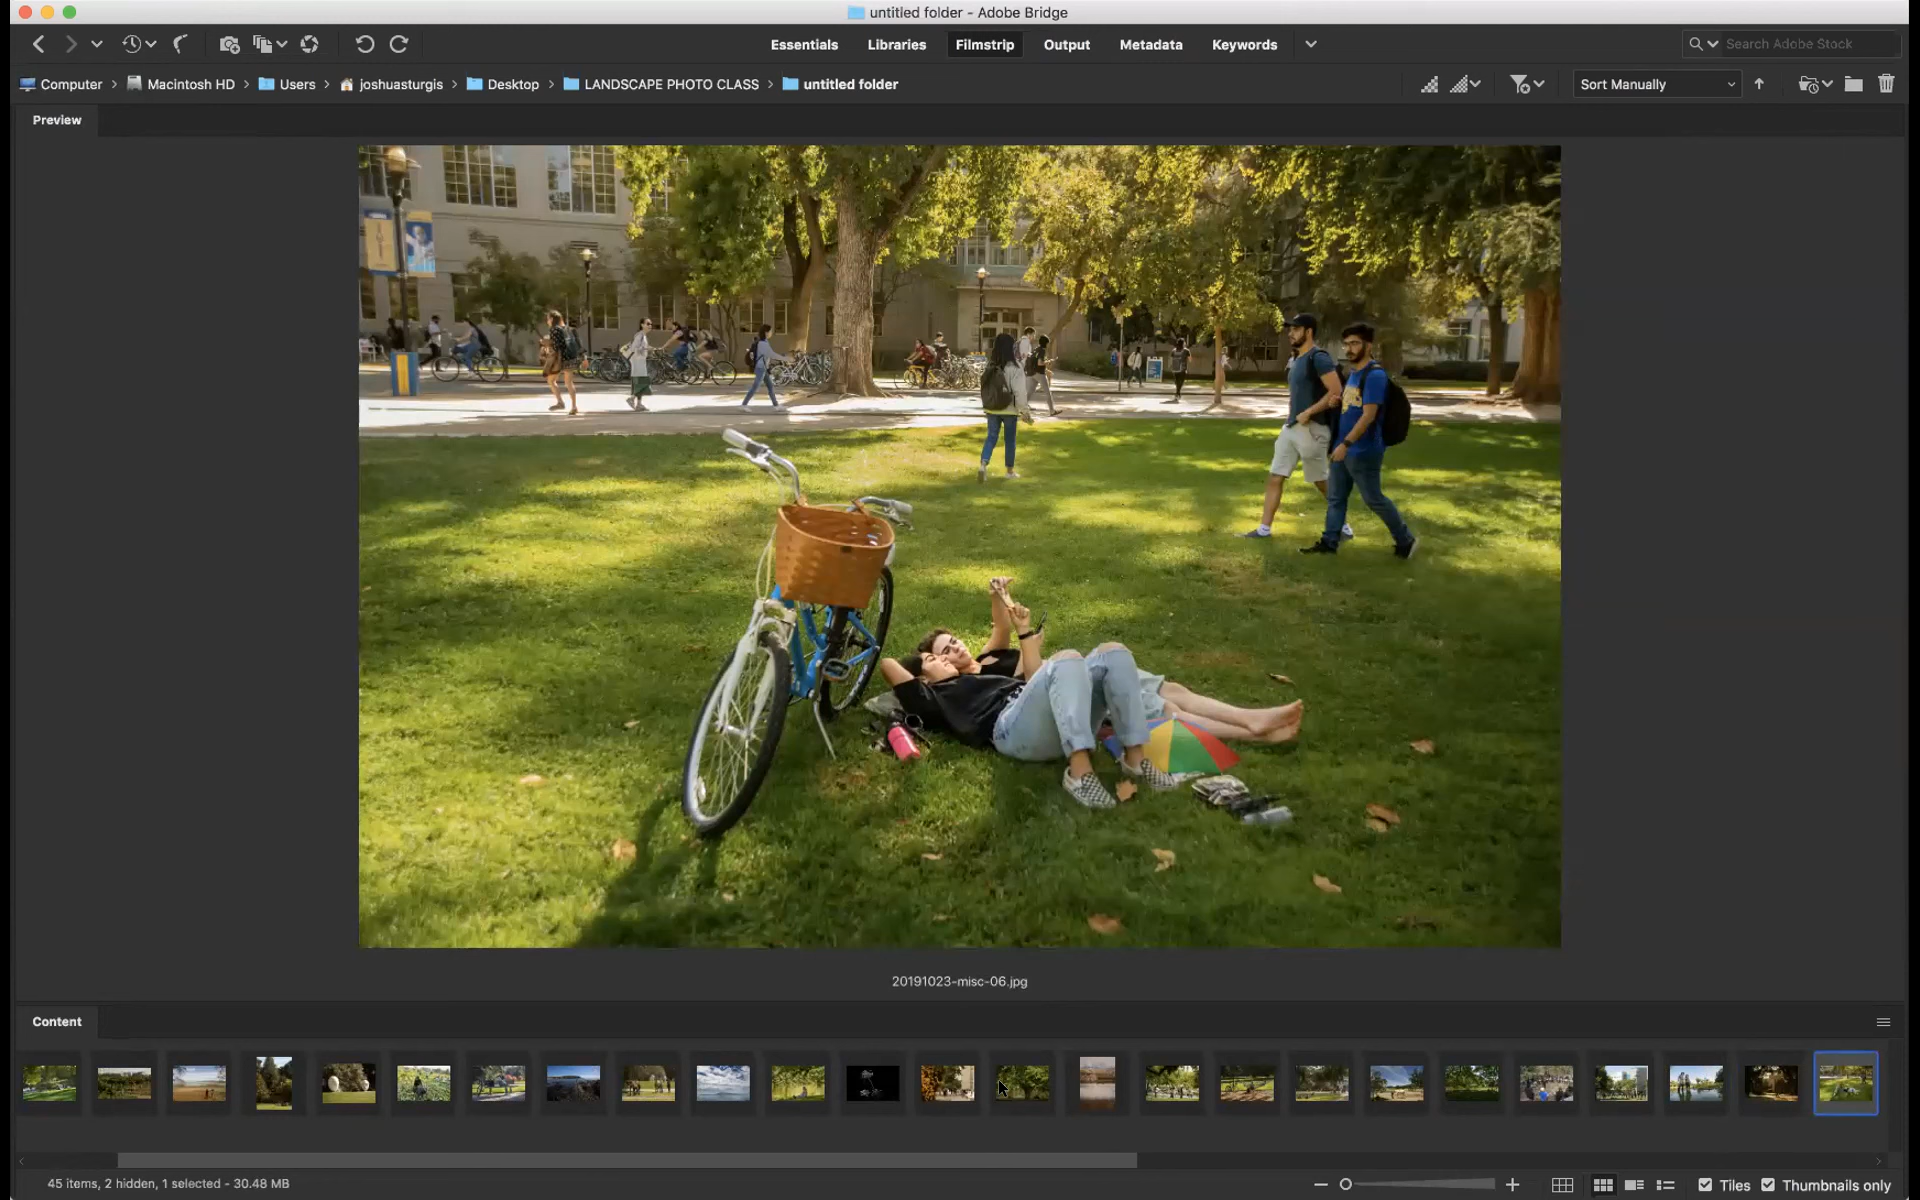 untitled folder - Adobe Bridge
Essentials
Libraries
Filmstrip
Output
Metadata
Keywords
Search Adobe Stock
Computer
Macintosh HD
Users
joshuasturgis
Desktop
LANDSCAPE PHOTO CLASS
untitled folder
Sort Manually
Preview
20191023-misc-06.jpg
Content
45 items, 2 hidden, 1 selected - 30.48 MB
Tiles
Thumbnails only